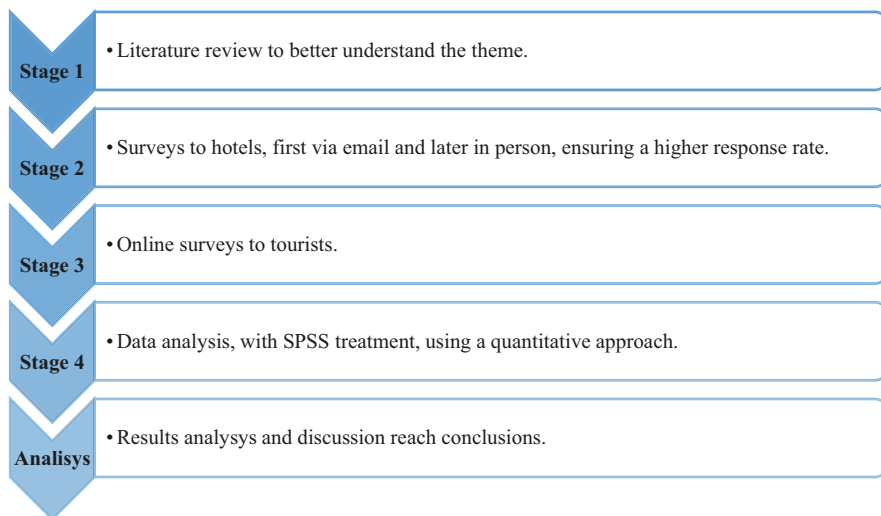 Stage 1
• Literature review to better understand the theme.
Stage 2
• Surveys to hotels, first via email and later in person, ensuring a higher response rate.
Stage 3
• Online surveys to tourists.
Stage 4
• Data analysis, with SPSS treatment, using a quantitative approach.
Analisys
• Results analysys and discussion reach conclusions.